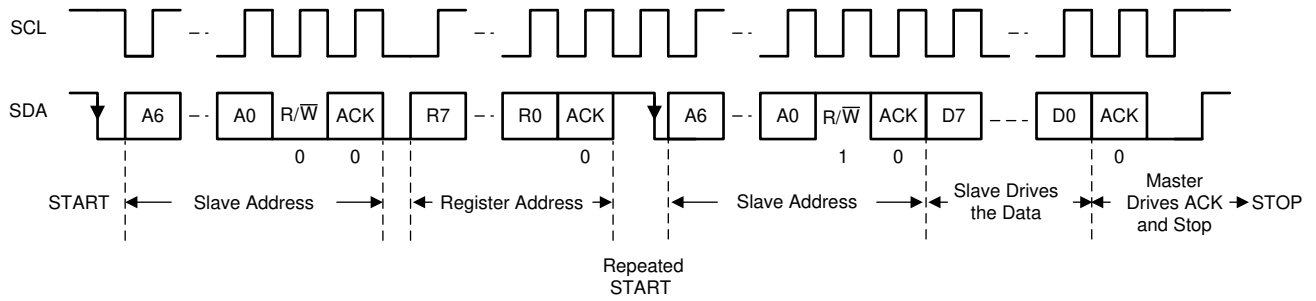 SCL
SDA A6 A0 R/W̅ ACK R7 R0 ACK A6 A0 R/W̅ ACK D7 D0 ACK
0 0 0 1 0 0
START Slave Address Register Address Slave Address Slave Drives the Data Master Drives ACK and Stop STOP
Repeated
START